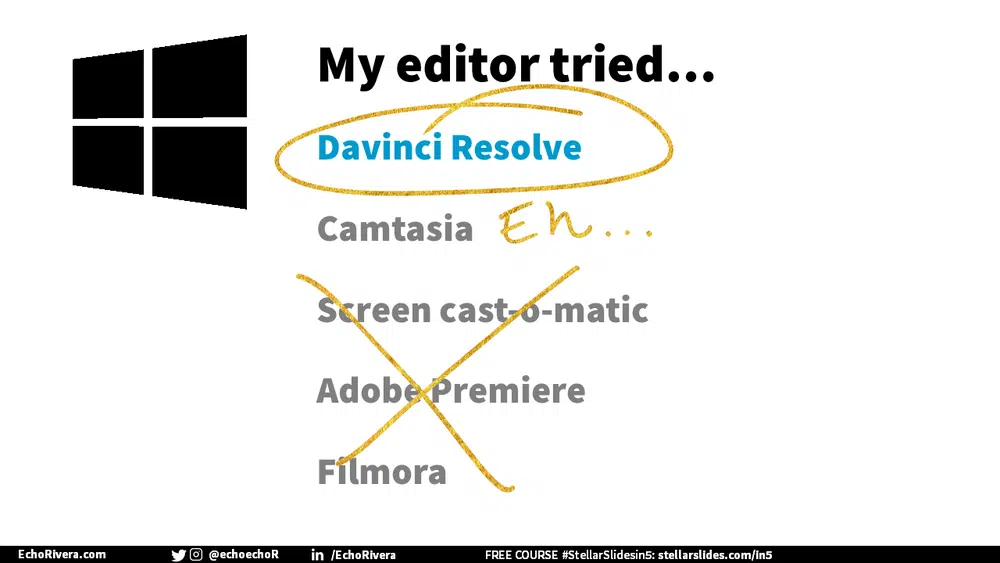 My editor tried...
Davinci Resolve
Camtasia Eh...
Screen cast-o-matic
Adobe Premiere
Filmora
EchoRivera.com @echoechoR /EchoRivera FREE COURSE #StellarSlidesin5: stellarslides.com/in5